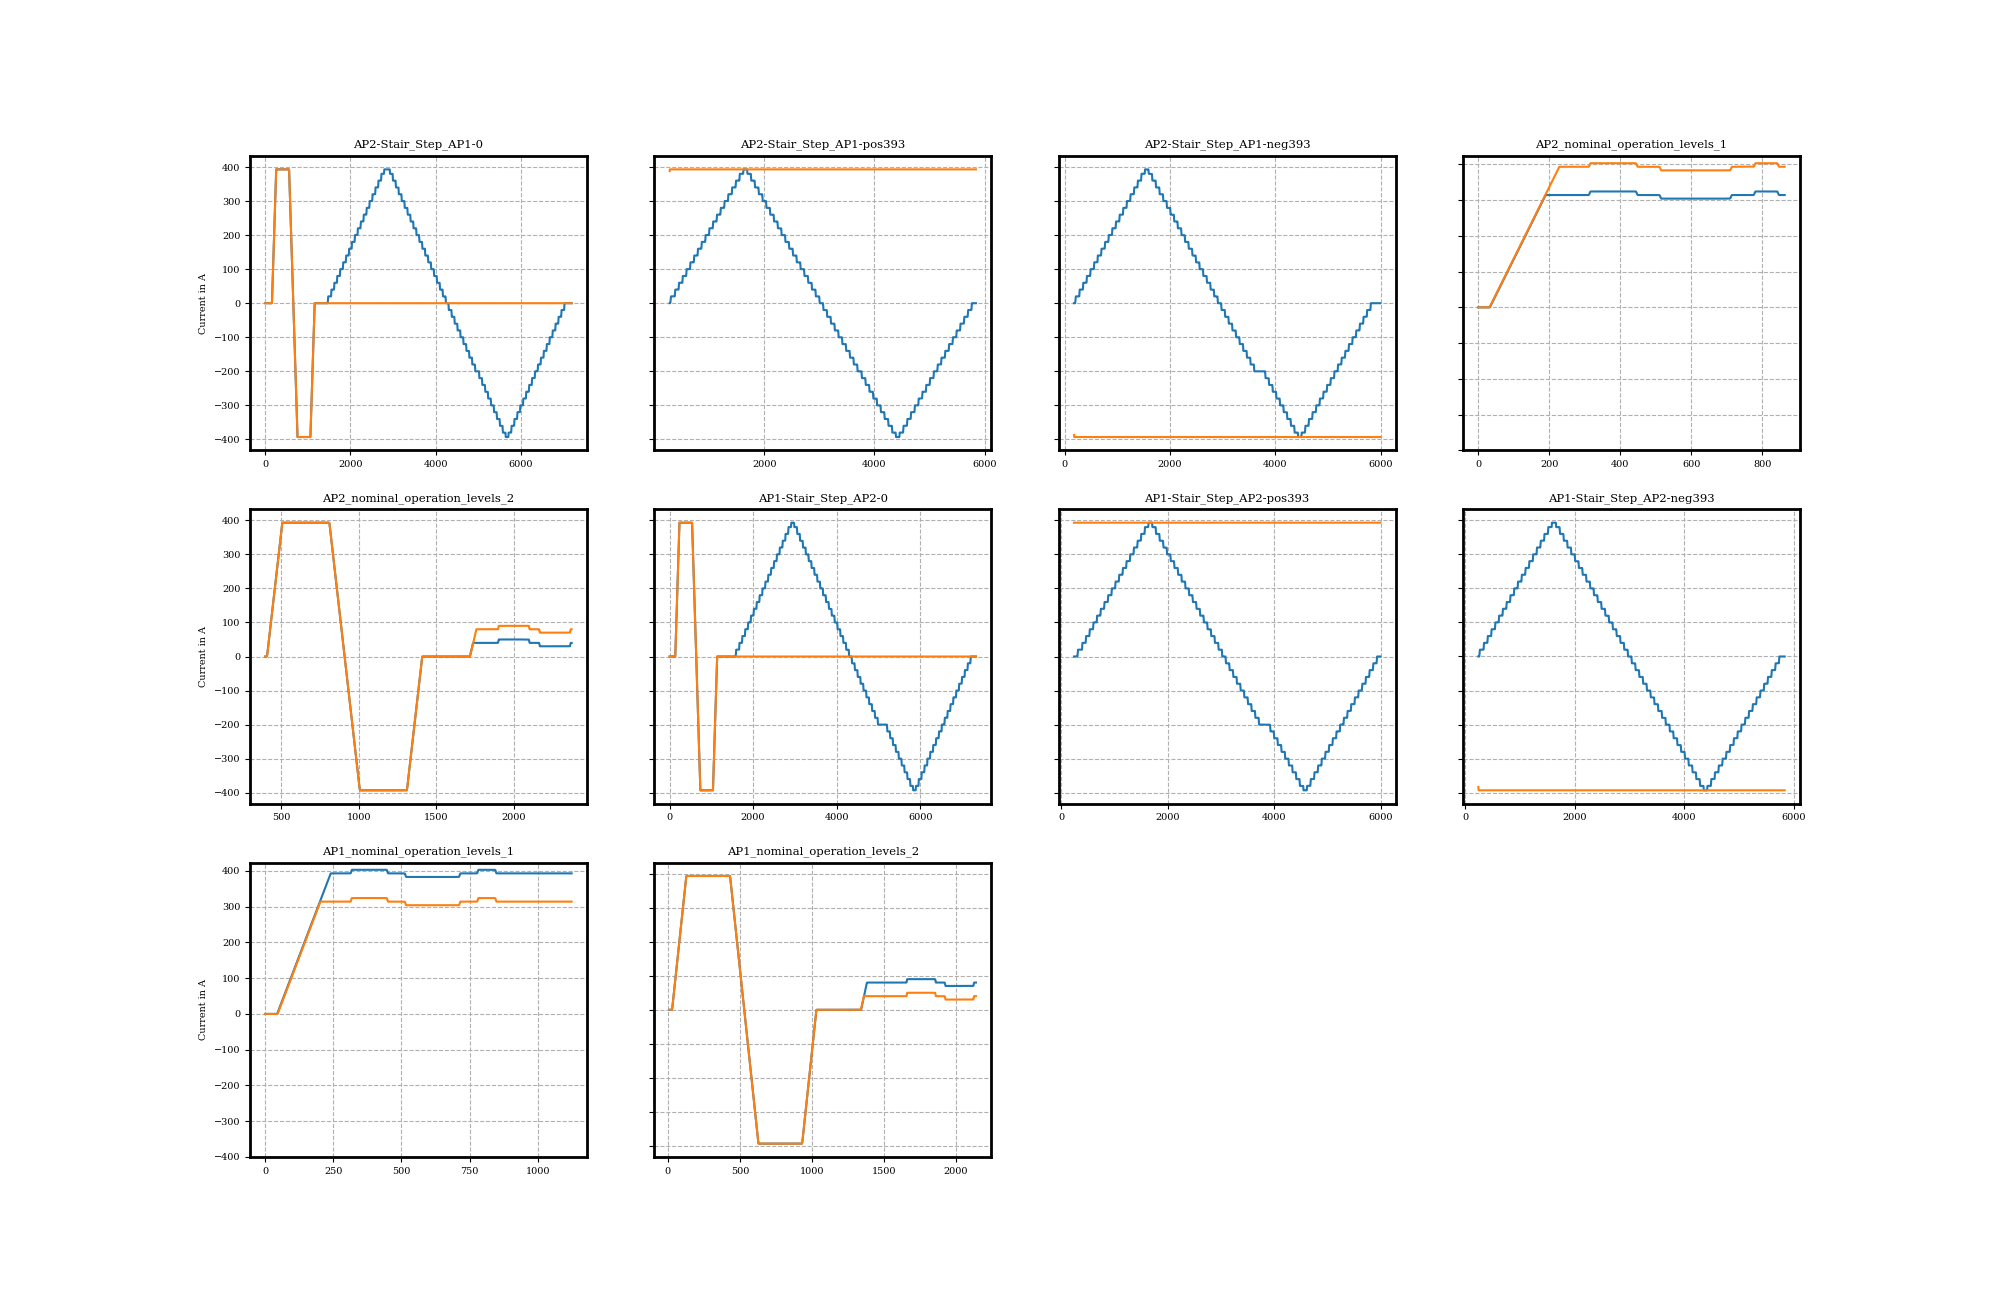 AP2-Stair_Step_AP1-0
AP2-Stair_Step_AP1-pos393
AP2-Stair_Step_AP1-neg393
AP2_nominal_operation_levels_1
Current in A
400
300
200
100
0
−100
−200
−300
−400
0 2000 4000 6000
2000 4000 6000
0 2000 4000 6000
0 200 400 600 800
AP2_nominal_operation_levels_2
AP1-Stair_Step_AP2-0
AP1-Stair_Step_AP2-pos393
AP1-Stair_Step_AP2-neg393
Current in A
400
300
200
100
0
−100
−200
−300
−400
500 1000 1500 2000
0 2000 4000 6000
0 2000 4000 6000
0 2000 4000 6000
AP1_nominal_operation_levels_1
AP1_nominal_operation_levels_2
Current in A
400
300
200
100
0
−100
−200
−300
−400
0 250 500 750 1000
0 500 1000 1500 2000